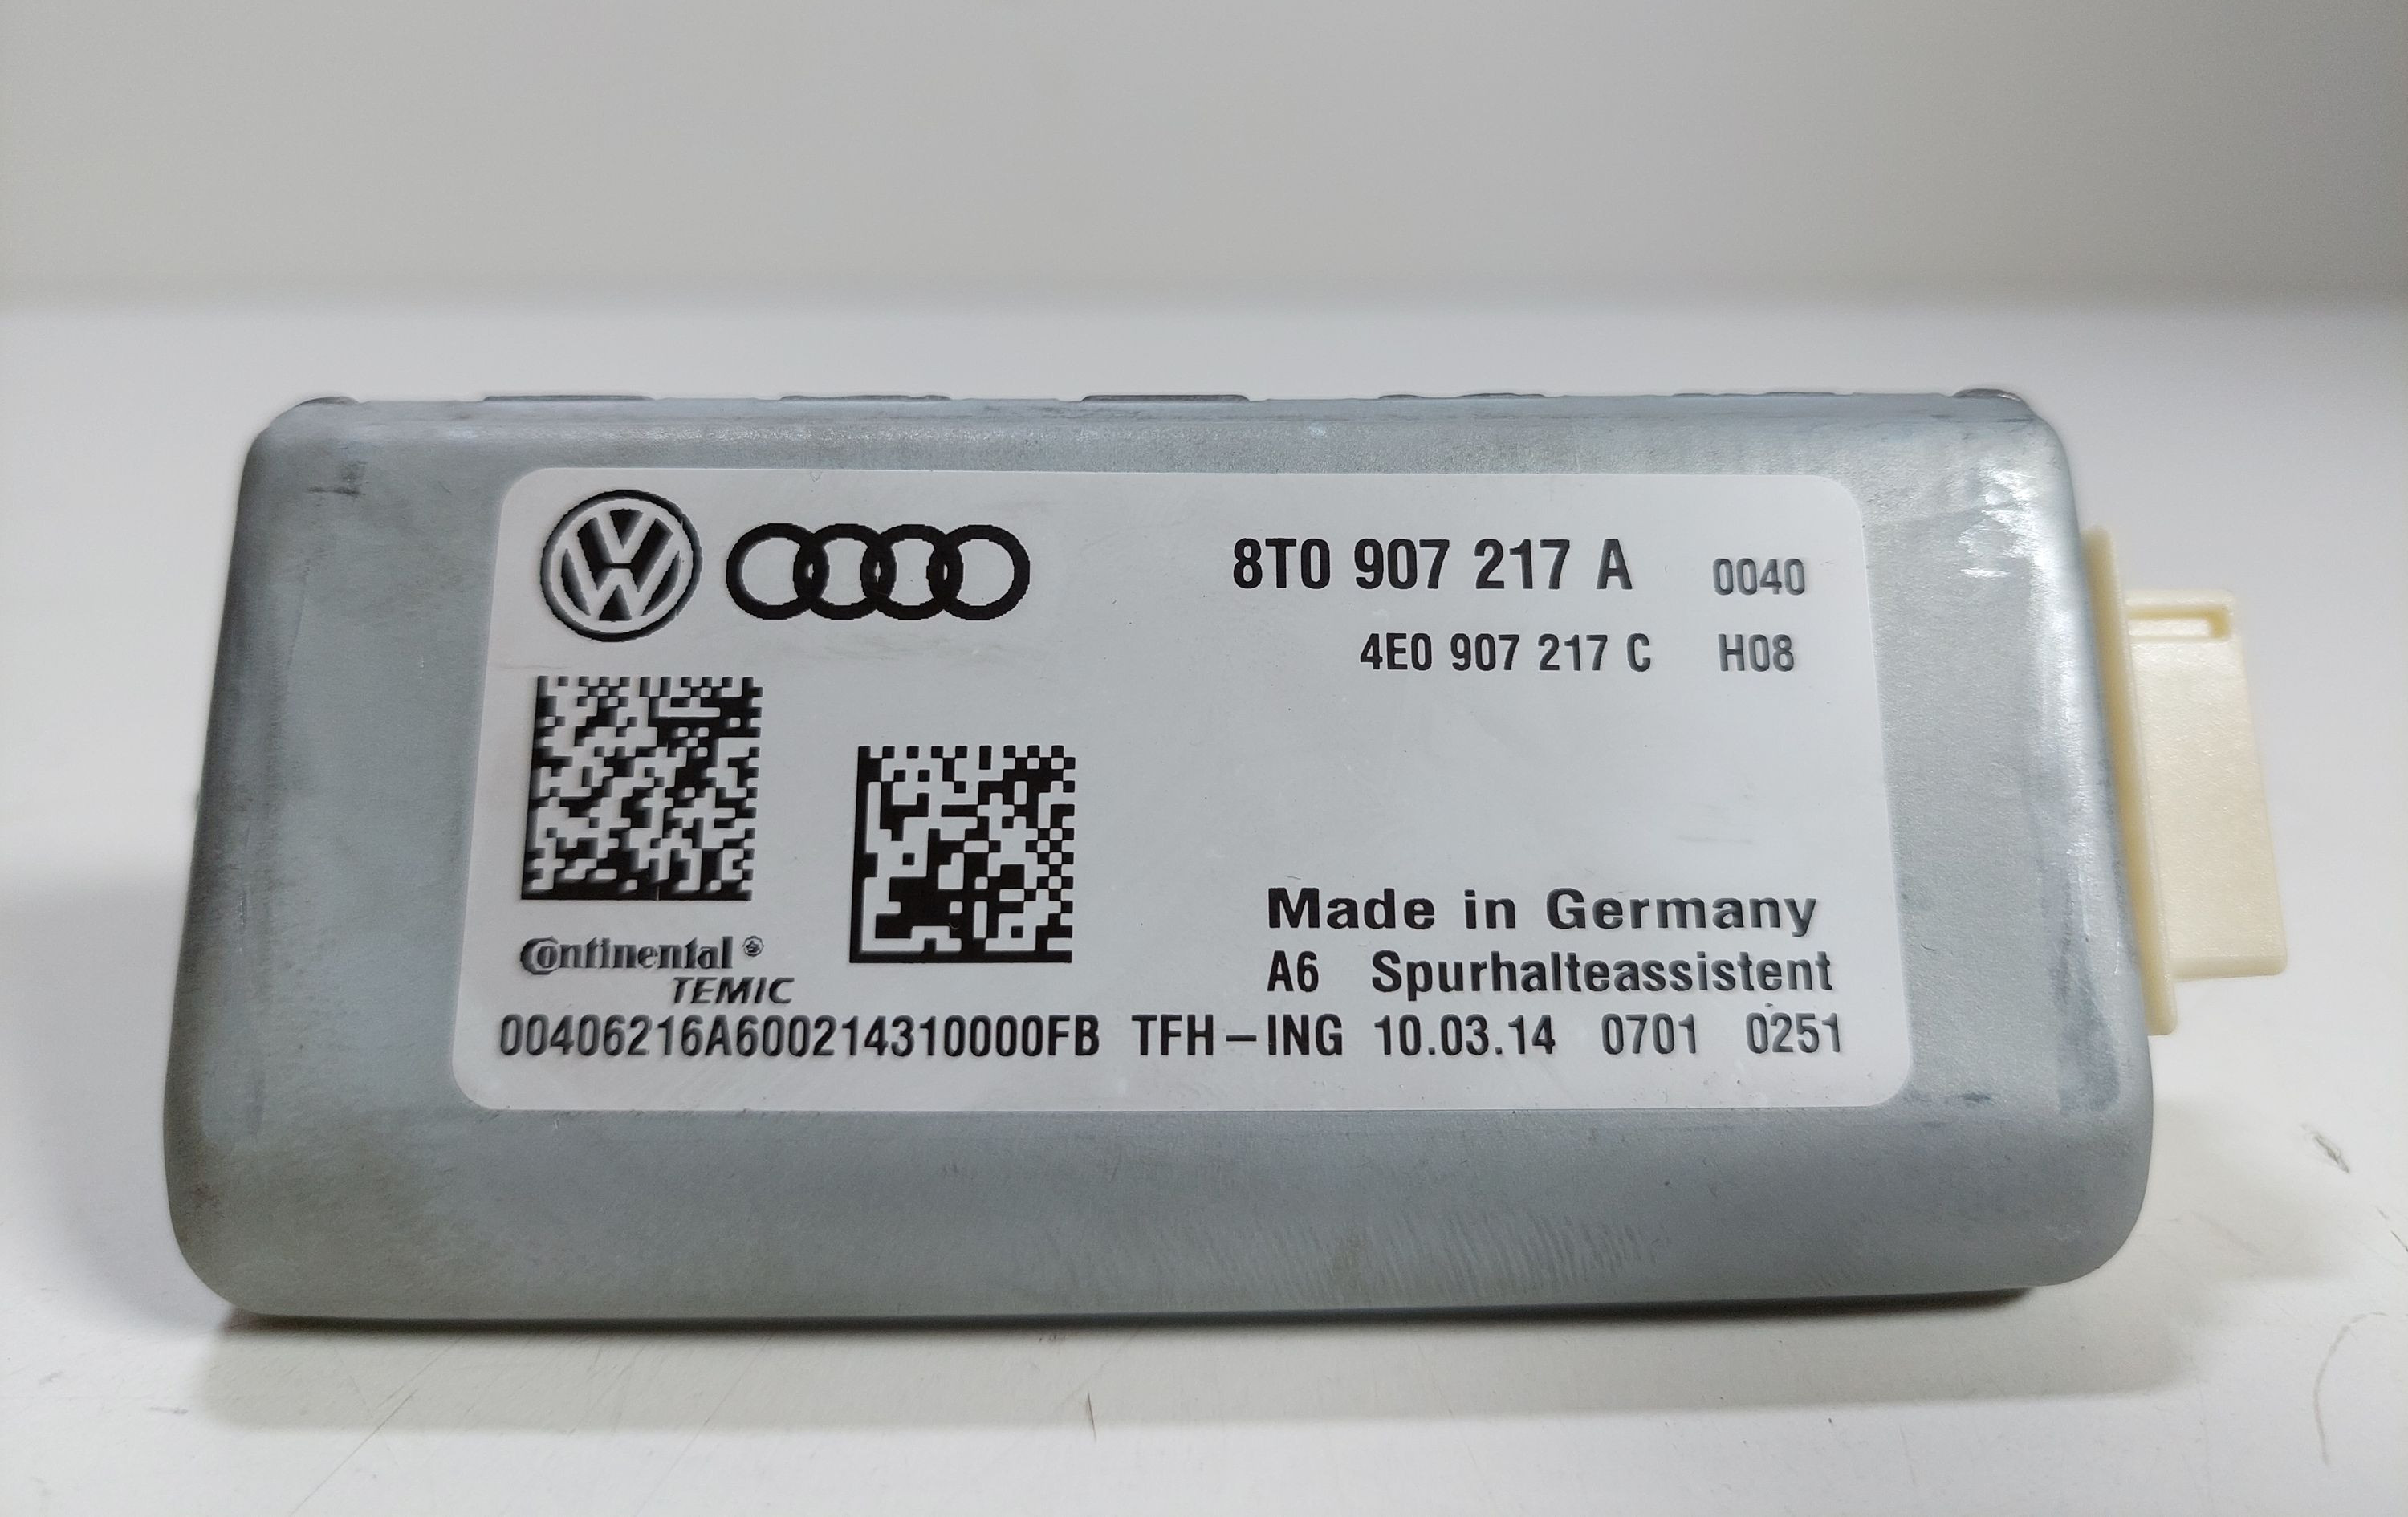 8T0 907 217 A 0040
4E0 907 217 C H08
Made in Germany
Continental
TEMIC
A6 Spurhalteassistent
00406216A600214310000FB TFH-ING 10.03.14 0701 0251